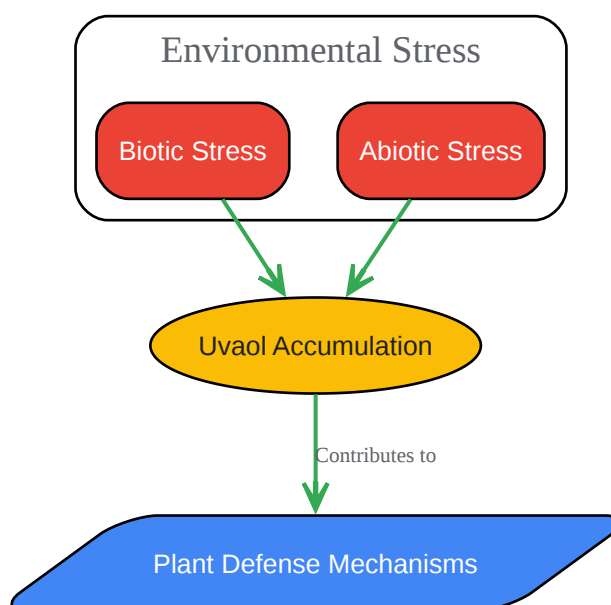 Environmental Stress
Biotic Stress
Abiotic Stress
Uvaol Accumulation
Contributes to
Plant Defense Mechanisms